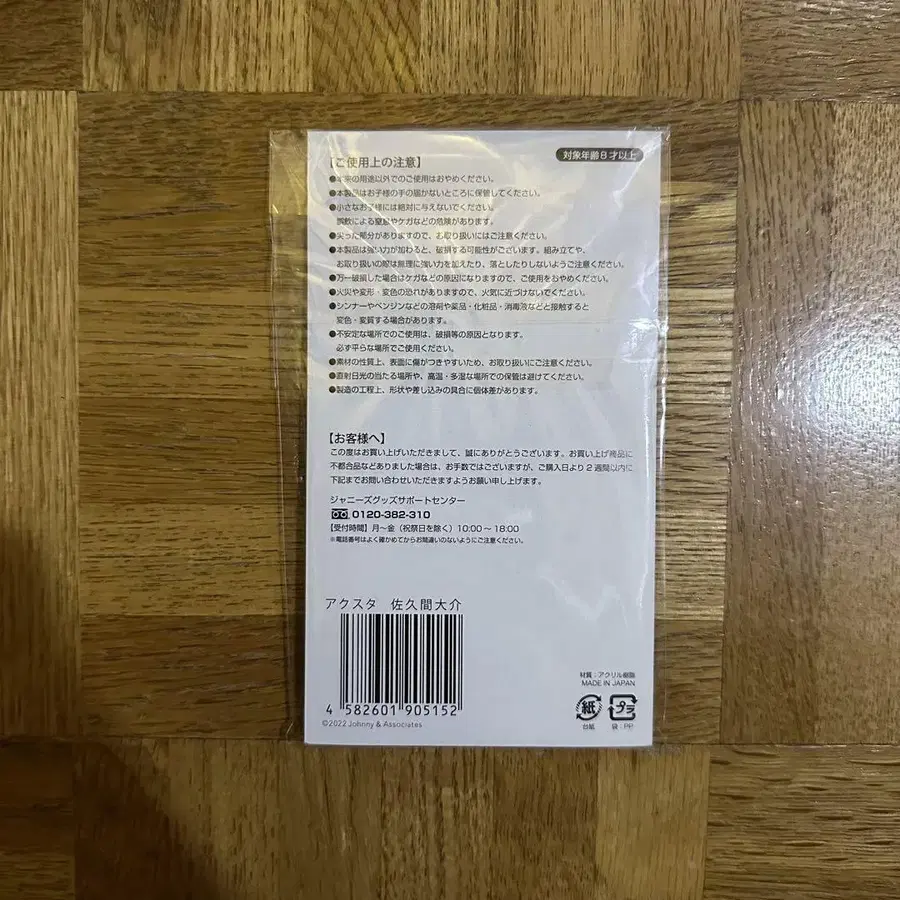 対象年齢8才以上
【ご使用上の注意】
●本来の用途以外でのご使用はおやめください。
●本製品はお子様の手の届かないところに保管してください。
●小さなお子様には絶対に与えないでください。
誤飲による窒息やケガなどの危険があります。
●尖った部分がありますので、お取り扱いにはご注意ください。
●本製品は強い力が加わると、破損する可能性がございます。組み立てや、
お取り扱いの際は無理に強い力を加えたり、落としたりしないようご注意ください。
●万一破損した場合はケガなどの原因になりますので、ご使用をおやめください。
●火災や変形・変色の恐れがありますので、火気に近づけないでください。
●シンナーやベンジンなどの溶剤や薬品・化粧品・消毒液などと接触すると
変色・変質する場合があります。
●不安定な場所でのご使用は、破損等の原因となります。
必ず平らな場所でご使用ください。
●素材の性質上、表面に傷がつきやすいため、お取り扱いにご注意ください。
●直射日光の当たる場所や、高温・多湿な場所での保管は避けてください。
●製造の工程上、形状や差し込みの具合に個体差があります。
【お客様へ】
この度はお買い上げいただきまして、誠にありがとうございます。お買い上げ商品に
不都合品などありました場合は、お手数ではございますが、ご購入日より2週間以内に
下記までお問い合わせいただきますようお願い申し上げます。
ジャニーズグッズサポートセンター
0120-382-310
【受付時間】月〜金（祝祭日を除く）10:00〜18:00
※電話番号はよく確かめてからお間違いのないようにご注意ください。
アクスタ 佐久間大介
4 582601 905152
©2022 Johnny & Associates
材質：アクリル樹脂
MADE IN JAPAN
紙 プラ
台紙 袋：PP